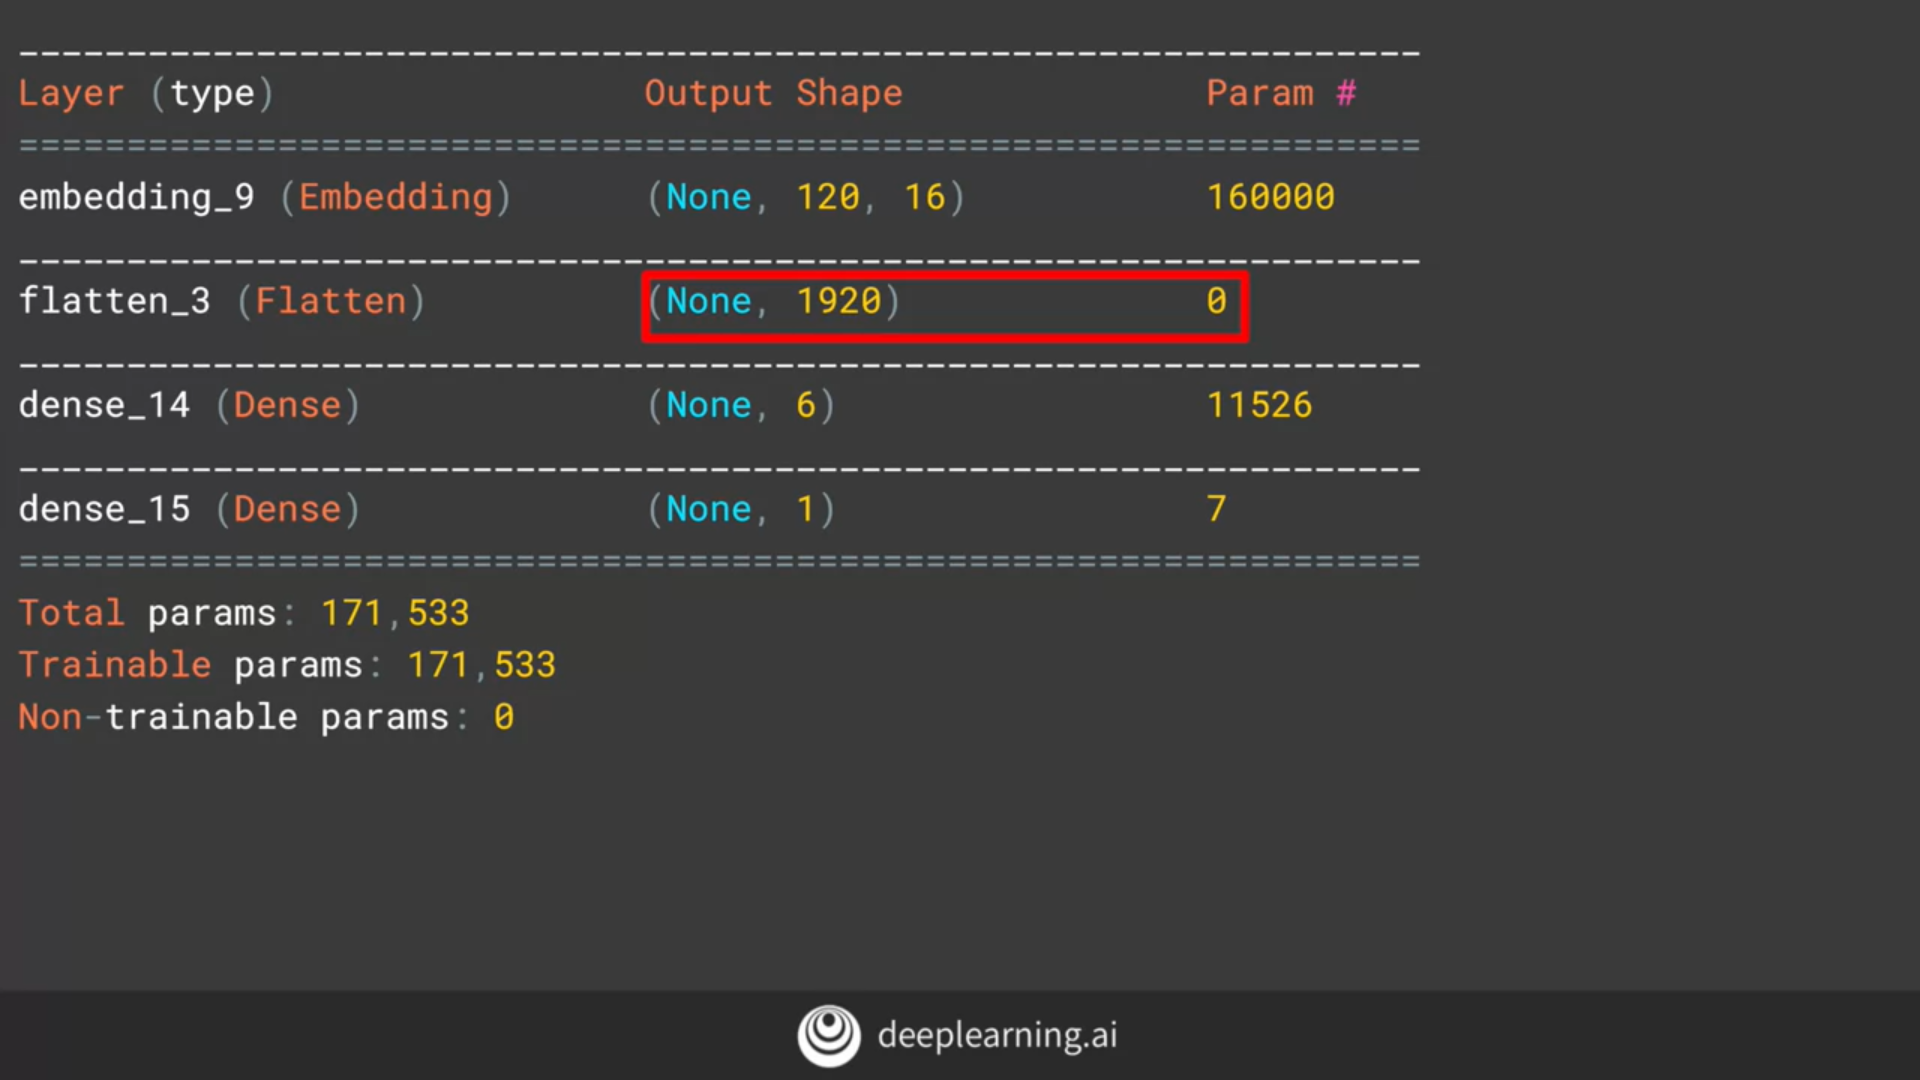 Layer (type) Output Shape Param #
embedding_9 (Embedding) (None, 120, 16) 160000
flatten_3 (Flatten) (None, 1920) 0
dense_14 (Dense) (None, 6) 11526
dense_15 (Dense) (None, 1) 7
Total params: 171,533
Trainable params: 171,533
Non-trainable params: 0
deeplearning.ai